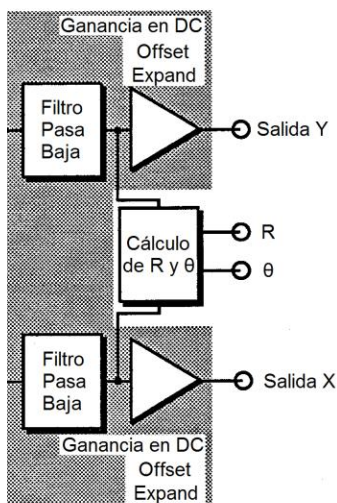 Ganancia en DC
Offset
Expand
Filtro
Pasa
Baja
Salida Y
Cálculo
de R y θ
R
θ
Filtro
Pasa
Baja
Salida X
Ganancia en DC
Offset
Expand